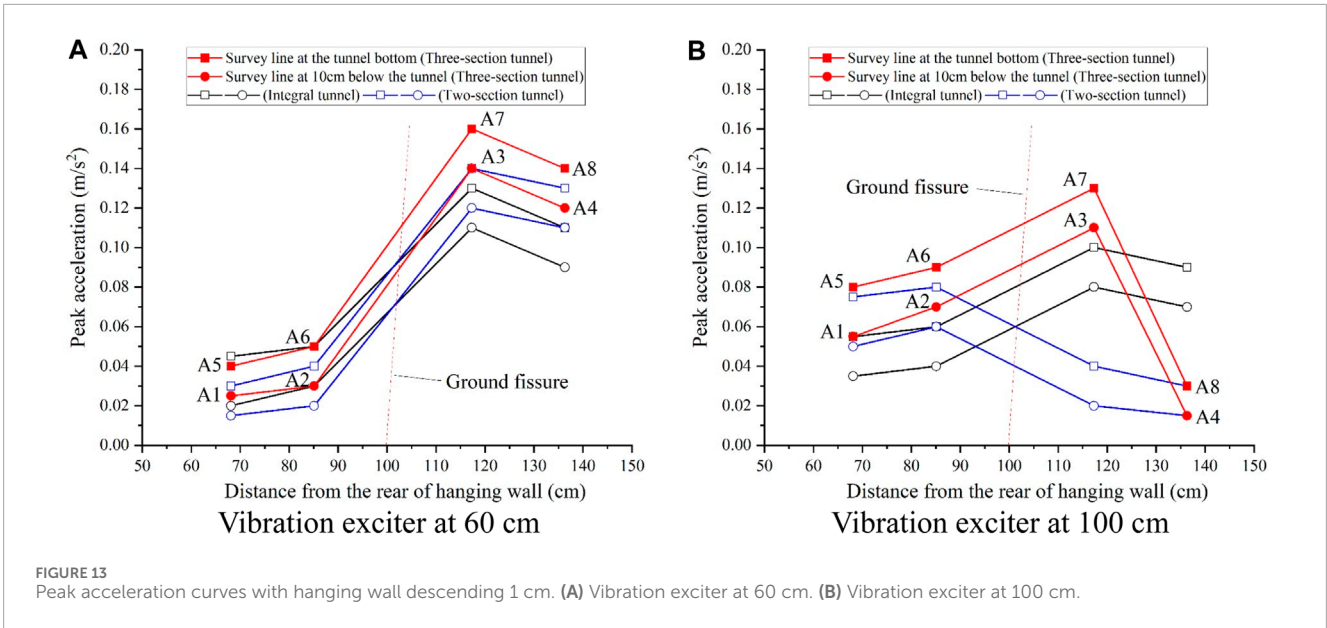 A
Survey line at the tunnel bottom (Three-section tunnel)
Survey line at 10cm below the tunnel (Three-section tunnel)
(Integral tunnel) (Two-section tunnel)
0.20
0.18
0.16
0.14
0.12
0.10
0.08
0.06
0.04
0.02
0.00
Peak acceleration (m/s²)
A7
A3
A8
A4
A6
A5
A2
A1
Ground fissure
50 60 70 80 90 100 110 120 130 140 150
Distance from the rear of hanging wall (cm)
Vibration exciter at 60 cm
B
Survey line at the tunnel bottom (Three-section tunnel)
Survey line at 10cm below the tunnel (Three-section tunnel)
(Integral tunnel) (Two-section tunnel)
0.20
0.18
0.16
0.14
0.12
0.10
0.08
0.06
0.04
0.02
0.00
Peak acceleration (m/s²)
Ground fissure
A7
A3
A6
A5
A2
A1
A8
A4
50 60 70 80 90 100 110 120 130 140 150
Distance from the rear of hanging wall (cm)
Vibration exciter at 100 cm
FIGURE 13
Peak acceleration curves with hanging wall descending 1 cm. (A) Vibration exciter at 60 cm. (B) Vibration exciter at 100 cm.